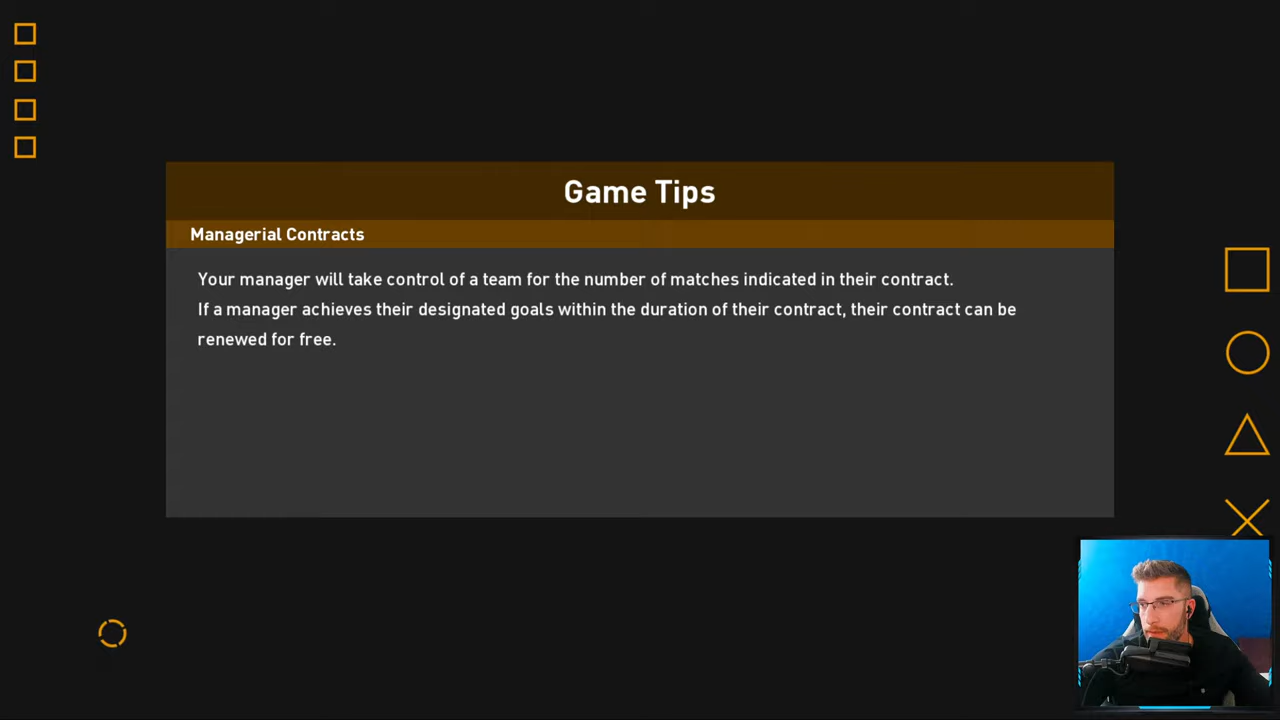 Game Tips
Managerial Contracts
Your manager will take control of a team for the number of matches indicated in their contract.
If a manager achieves their designated goals within the duration of their contract, their contract can be
renewed for free.